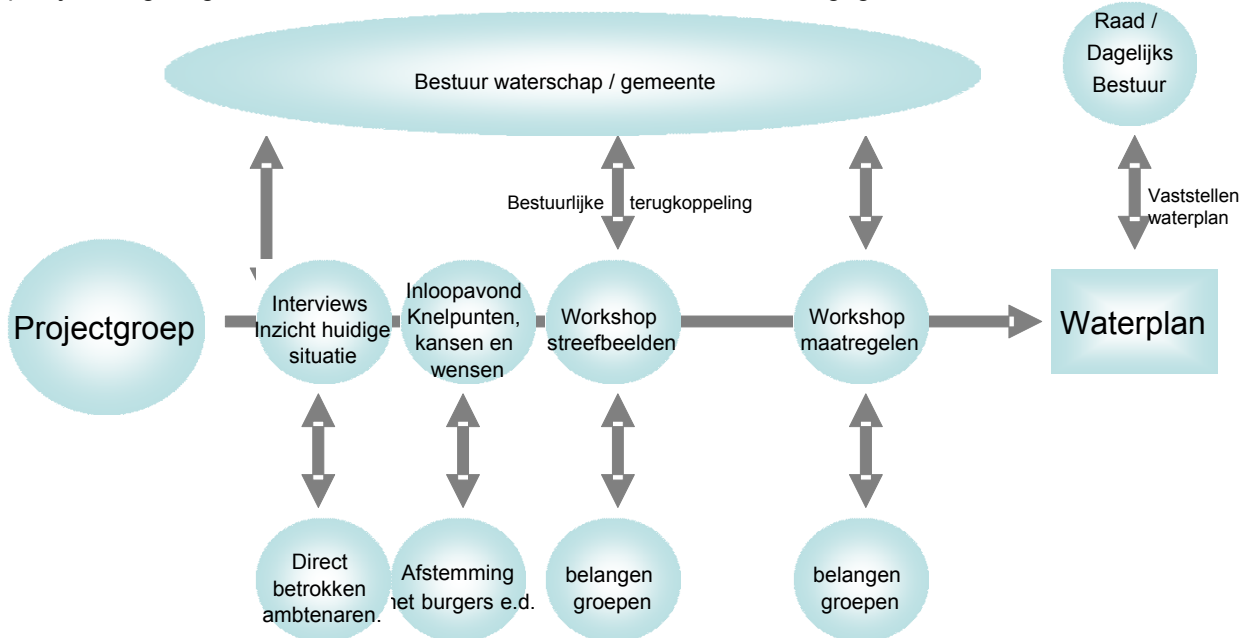 Raad /
Dagelijks
Bestuur
Bestuur waterschap / gemeente
Bestuurlijke terugkoppeling
Vaststellen
waterplan
Projectgroep
Interviews
Inzicht huidige
situatie
Inloopavond
Knelpunten,
kansen en
wensen
Workshop
streefbeelden
Workshop
maatregelen
Waterplan
Direct
betrokken
ambtenaren.
Afstemming
burgers e.d.
belangen
groepen
belangen
groepen